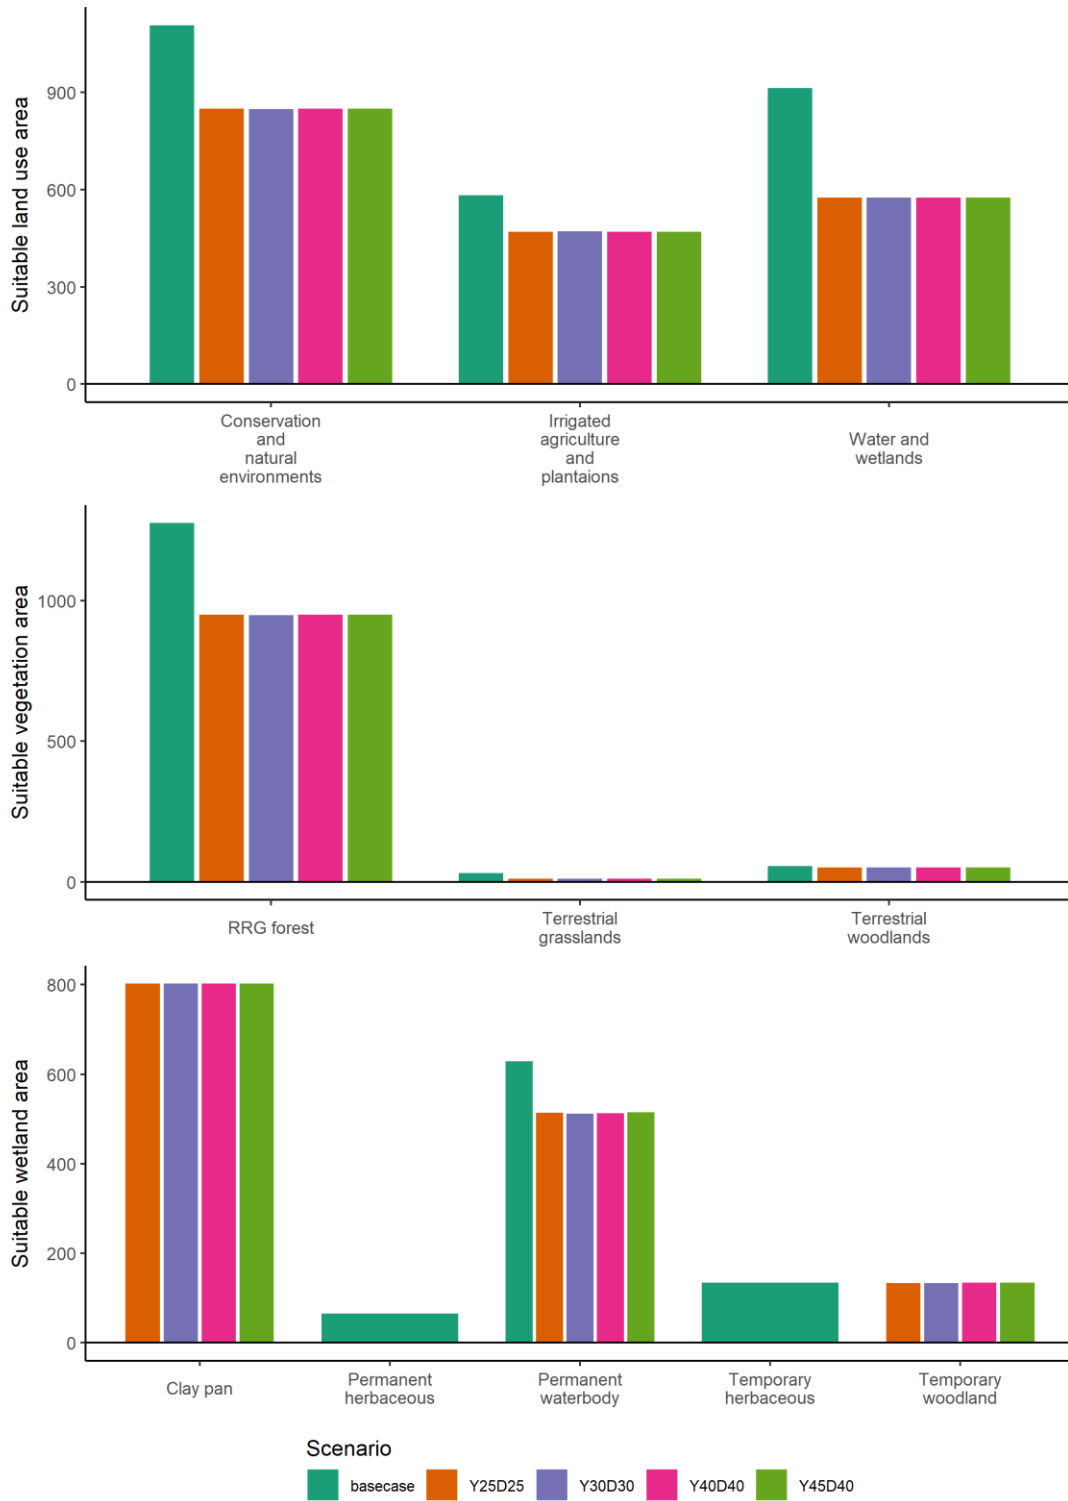 Suitable land use area
900
600
300
0
Conservation
and
natural
environments
Irrigated
agriculture
and
plantaions
Water and
wetlands
Suitable vegetation area
1000
500
0
RRG forest
Terrestrial
grasslands
Terrestrial
woodlands
Suitable wetland area
800
600
400
200
0
Clay pan
Permanent
herbaceous
Permanent
waterbody
Temporary
herbaceous
Temporary
woodland
Scenario
basecase
Y25D25
Y30D30
Y40D40
Y45D40